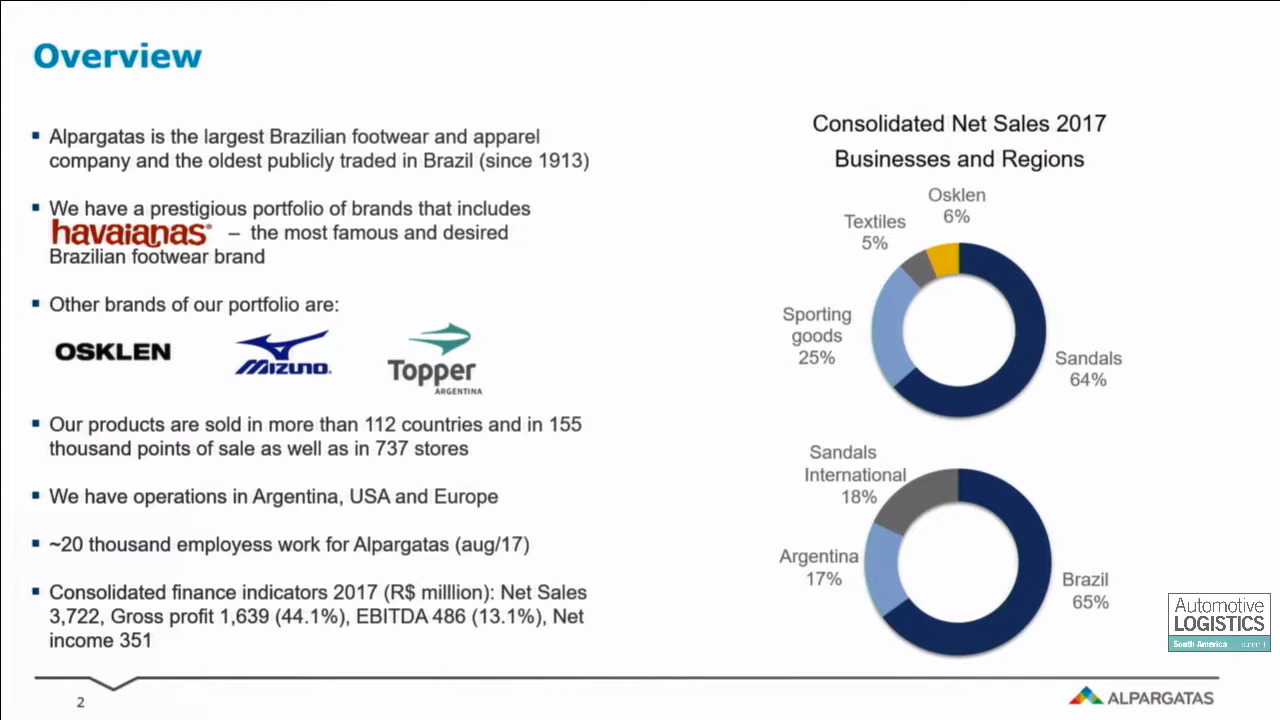 Overview
Alpargatas is the largest Brazilian footwear and apparel
company and the oldest publicly traded in Brazil (since 1913)
We have a prestigious portfolio of brands that includes
havaianas® – the most famous and desired
Brazilian footwear brand
Other brands of our portfolio are:
OSKLEN
MIZUNO
Topper
ARGENTINA
Our products are sold in more than 112 countries and in 155
thousand points of sale as well as in 737 stores
We have operations in Argentina, USA and Europe
~20 thousand employess work for Alpargatas (aug/17)
Consolidated finance indicators 2017 (R$ milllion): Net Sales
3,722, Gross profit 1,639 (44.1%), EBITDA 486 (13.1%), Net
income 351
Consolidated Net Sales 2017
Businesses and Regions
Osklen
6%
Textiles
5%
Sporting
goods
25%
Sandals
64%
Sandals
International
18%
Argentina
17%
Brazil
65%
Automotive
LOGISTICS
South America summit
2
ALPARGATAS